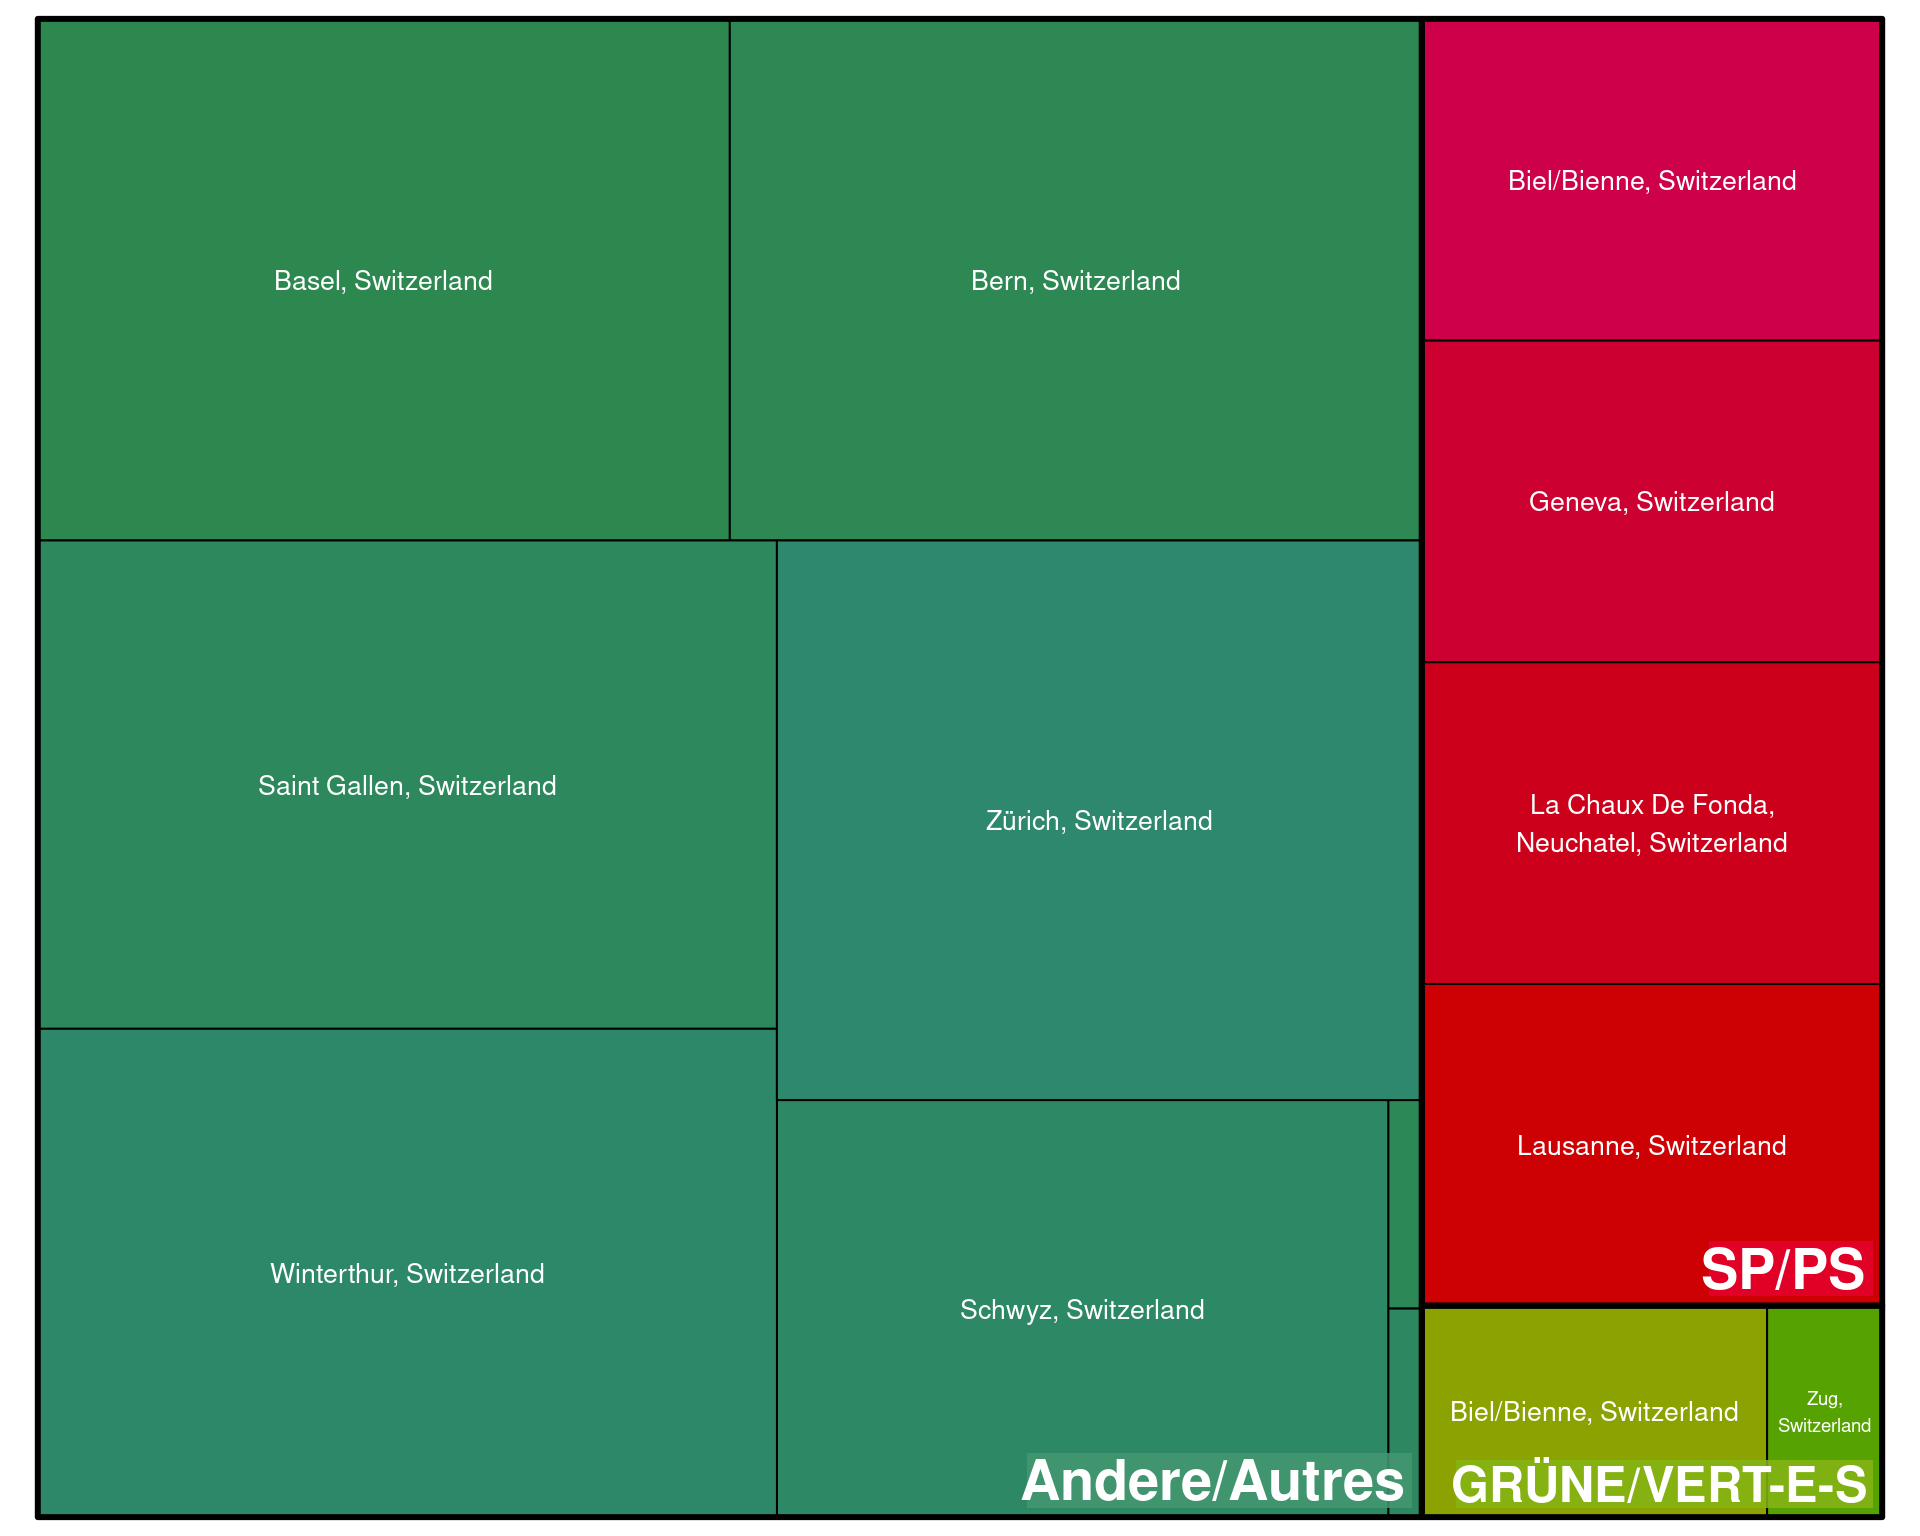 Basel, Switzerland
Bern, Switzerland
Saint Gallen, Switzerland
Zürich, Switzerland
Winterthur, Switzerland
Schwyz, Switzerland
Andere/Autres
Biel/Bienne, Switzerland
Geneva, Switzerland
La Chaux De Fonda,
Neuchatel, Switzerland
Lausanne, Switzerland
SP/PS
Biel/Bienne, Switzerland
Zug,
Switzerland
GRÜNE/VERT-E-S